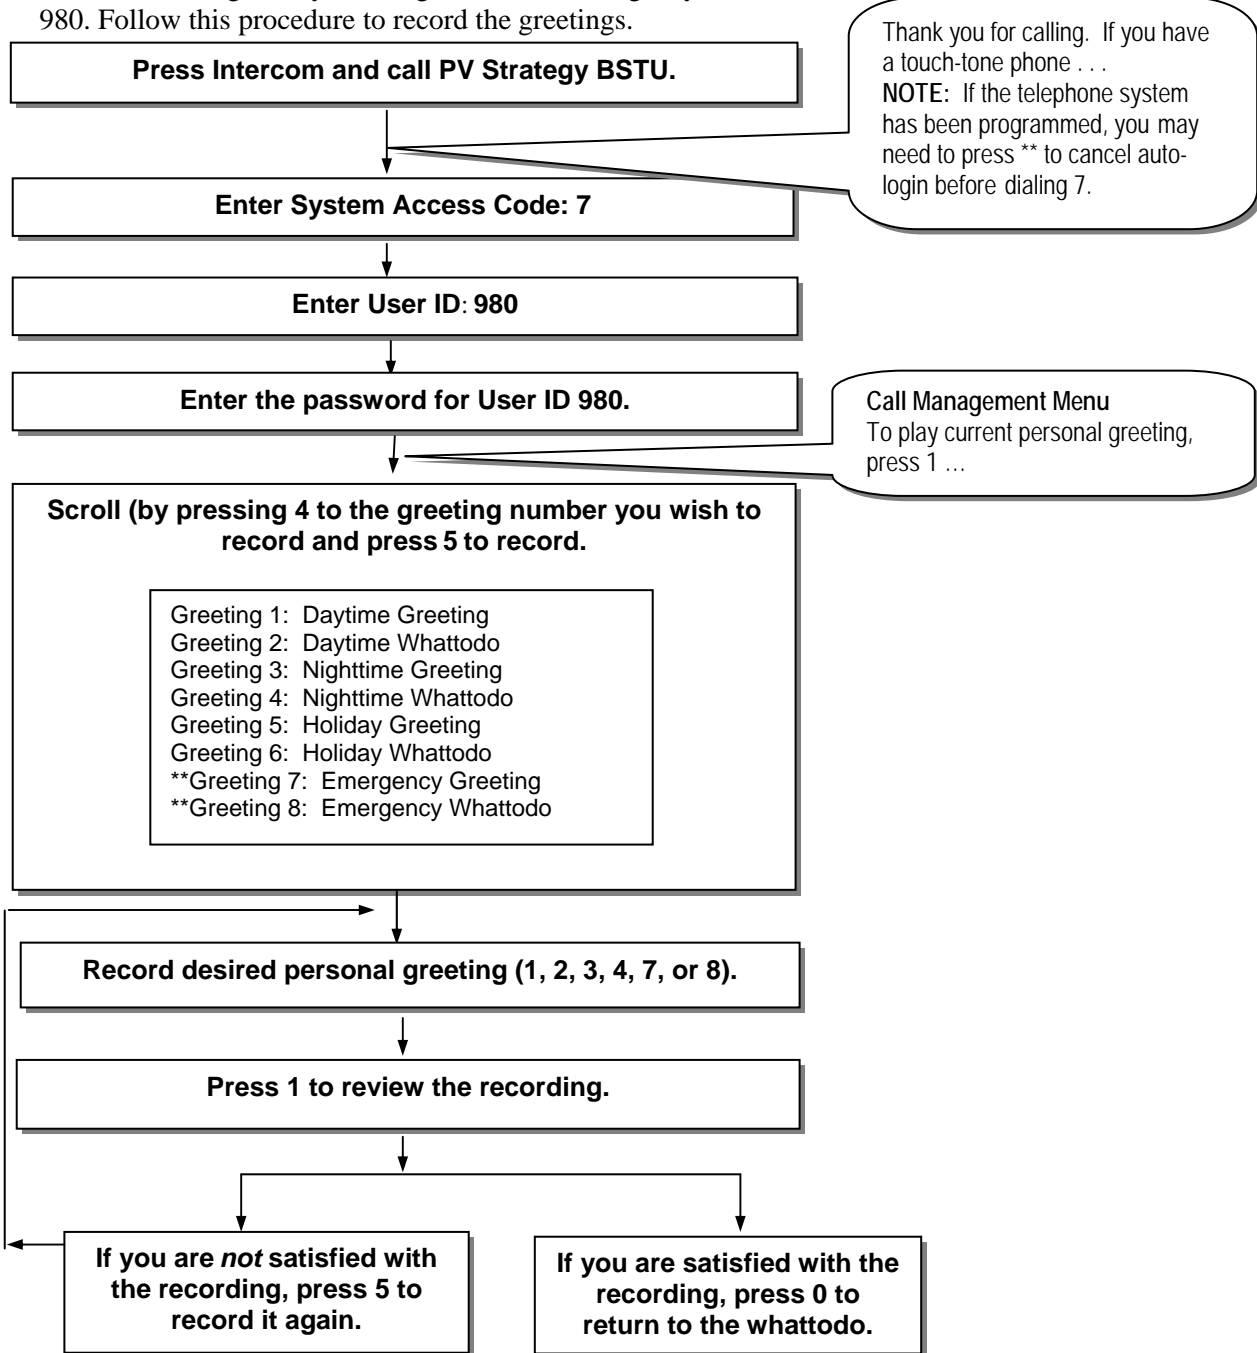 980. Follow this procedure to record the greetings.
Press Intercom and call PV Strategy BSTU.
Thank you for calling. If you have
a touch-tone phone . . .
NOTE: If the telephone system
has been programmed, you may
need to press ** to cancel auto-
login before dialing 7.
Enter System Access Code: 7
Enter User ID: 980
Enter the password for User ID 980.
Call Management Menu
To play current personal greeting,
press 1 …
Scroll (by pressing 4 to the greeting number you wish to
record and press 5 to record.
Greeting 1: Daytime Greeting
Greeting 2: Daytime Whattodo
Greeting 3: Nighttime Greeting
Greeting 4: Nighttime Whattodo
Greeting 5: Holiday Greeting
Greeting 6: Holiday Whattodo
**Greeting 7: Emergency Greeting
**Greeting 8: Emergency Whattodo
Record desired personal greeting (1, 2, 3, 4, 7, or 8).
Press 1 to review the recording.
If you are not satisfied with
the recording, press 5 to
record it again.
If you are satisfied with the
recording, press 0 to
return to the whattodo.